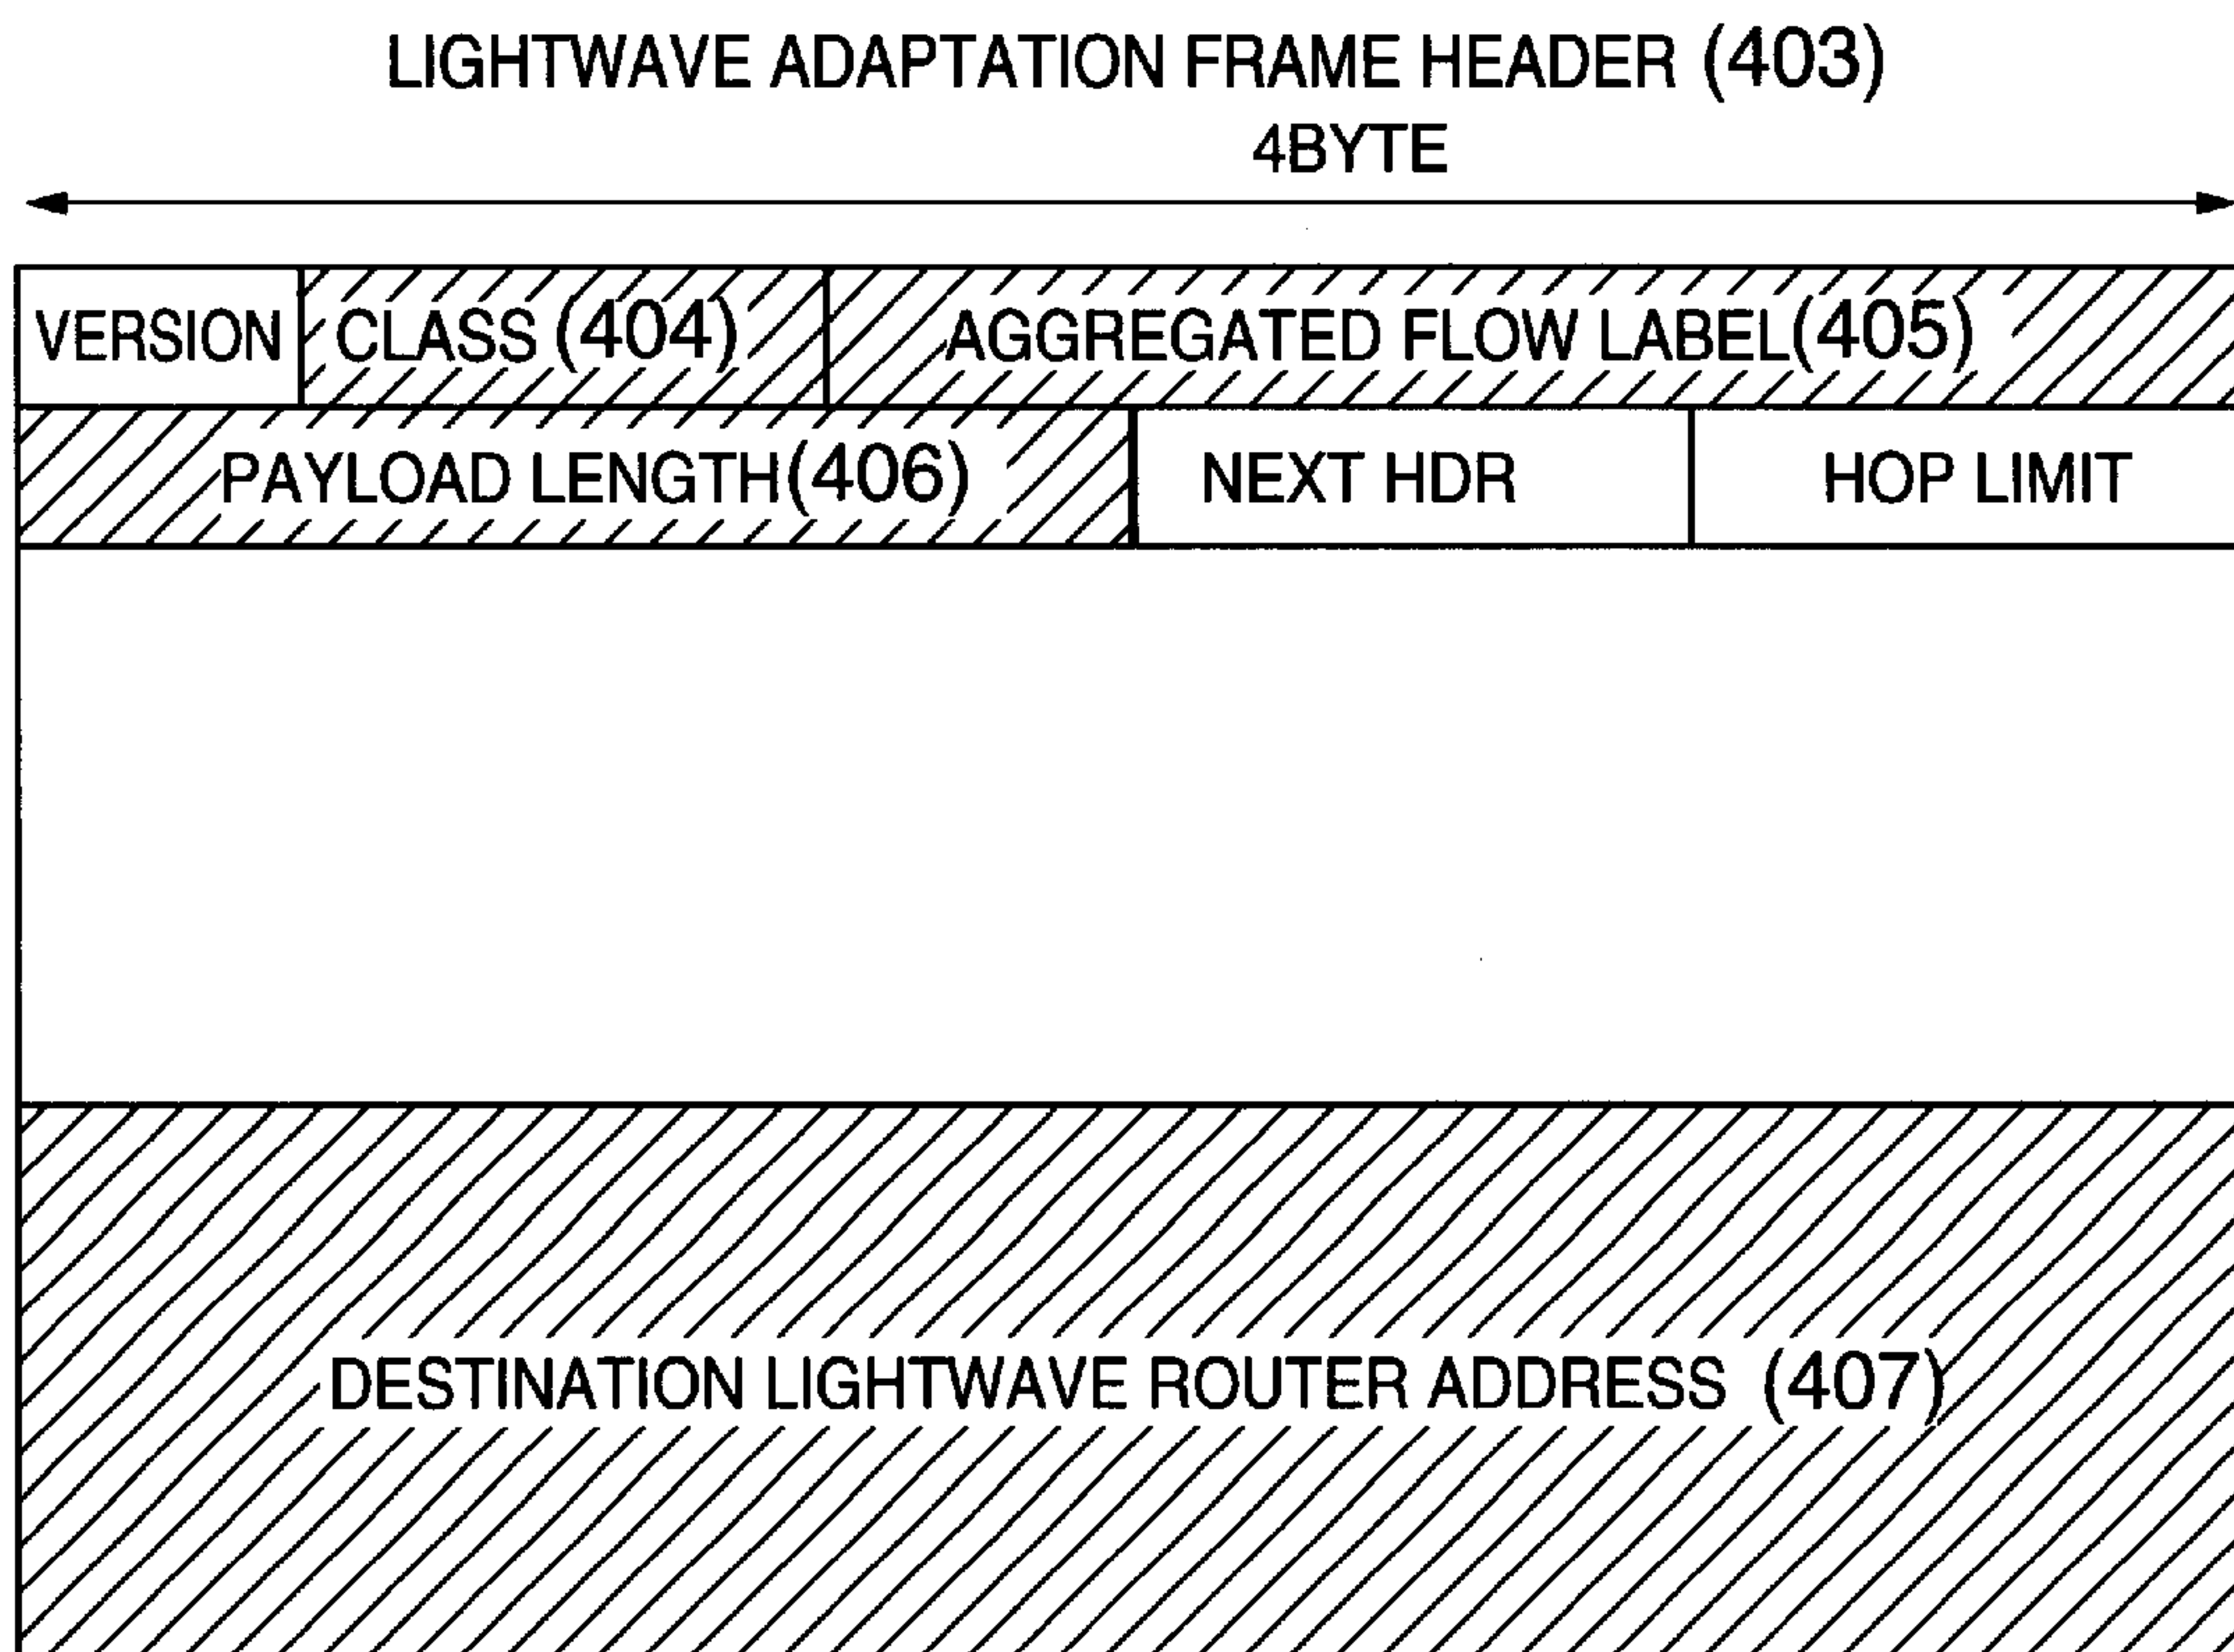 LIGHTWAVE ADAPTATION FRAME HEADER (403)
4BYTE
VERSION CLASS (404) AGGREGATED FLOW LABEL(405)
PAYLOAD LENGTH(406) NEXT HDR HOP LIMIT
DESTINATION LIGHTWAVE ROUTER ADDRESS (407)